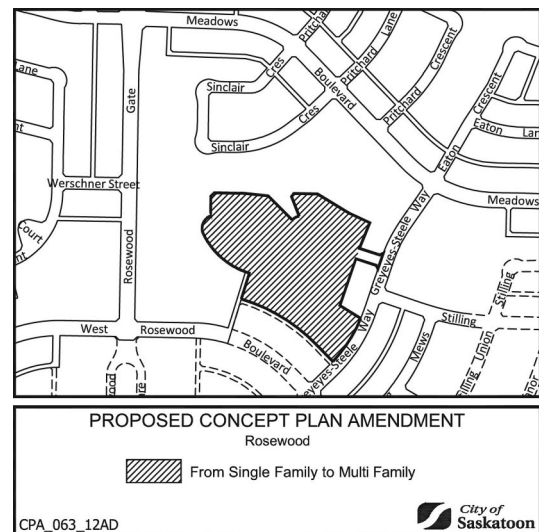 Meadows
Lane
Gate
Sinclair
Cres
Sinclair
Cres
Boulevard
Pritchard
Pritchard
Pritchard
Lane
Crescent
Crescent
Eaton
Eaton
Lan
Meadows
Werschner Street
Court
Rosewood
Greyeyes-Steele Way
Stilling
Stilling
Union
Mews
West Rosewood
Boulevard
Greyeyes-Steele Way
PROPOSED CONCEPT PLAN AMENDMENT
Rosewood
From Single Family to Multi Family
CPA_063_12AD
City of
Saskatoon